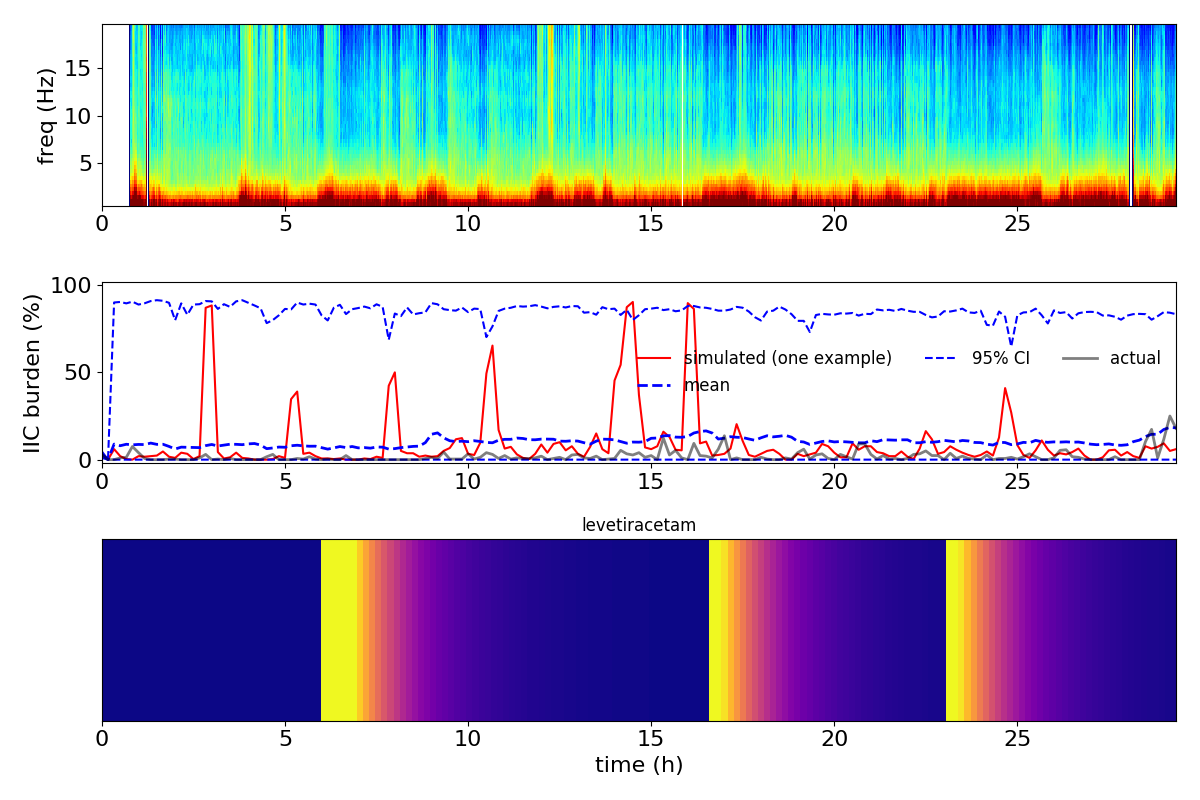 freq (Hz)
15
10
5
0 5 10 15 20 25
IIC burden (%)
100
50
0
simulated (one example) 95% CI actual
mean
0 5 10 15 20 25
levetiracetam
0 5 10 15 20 25
time (h)